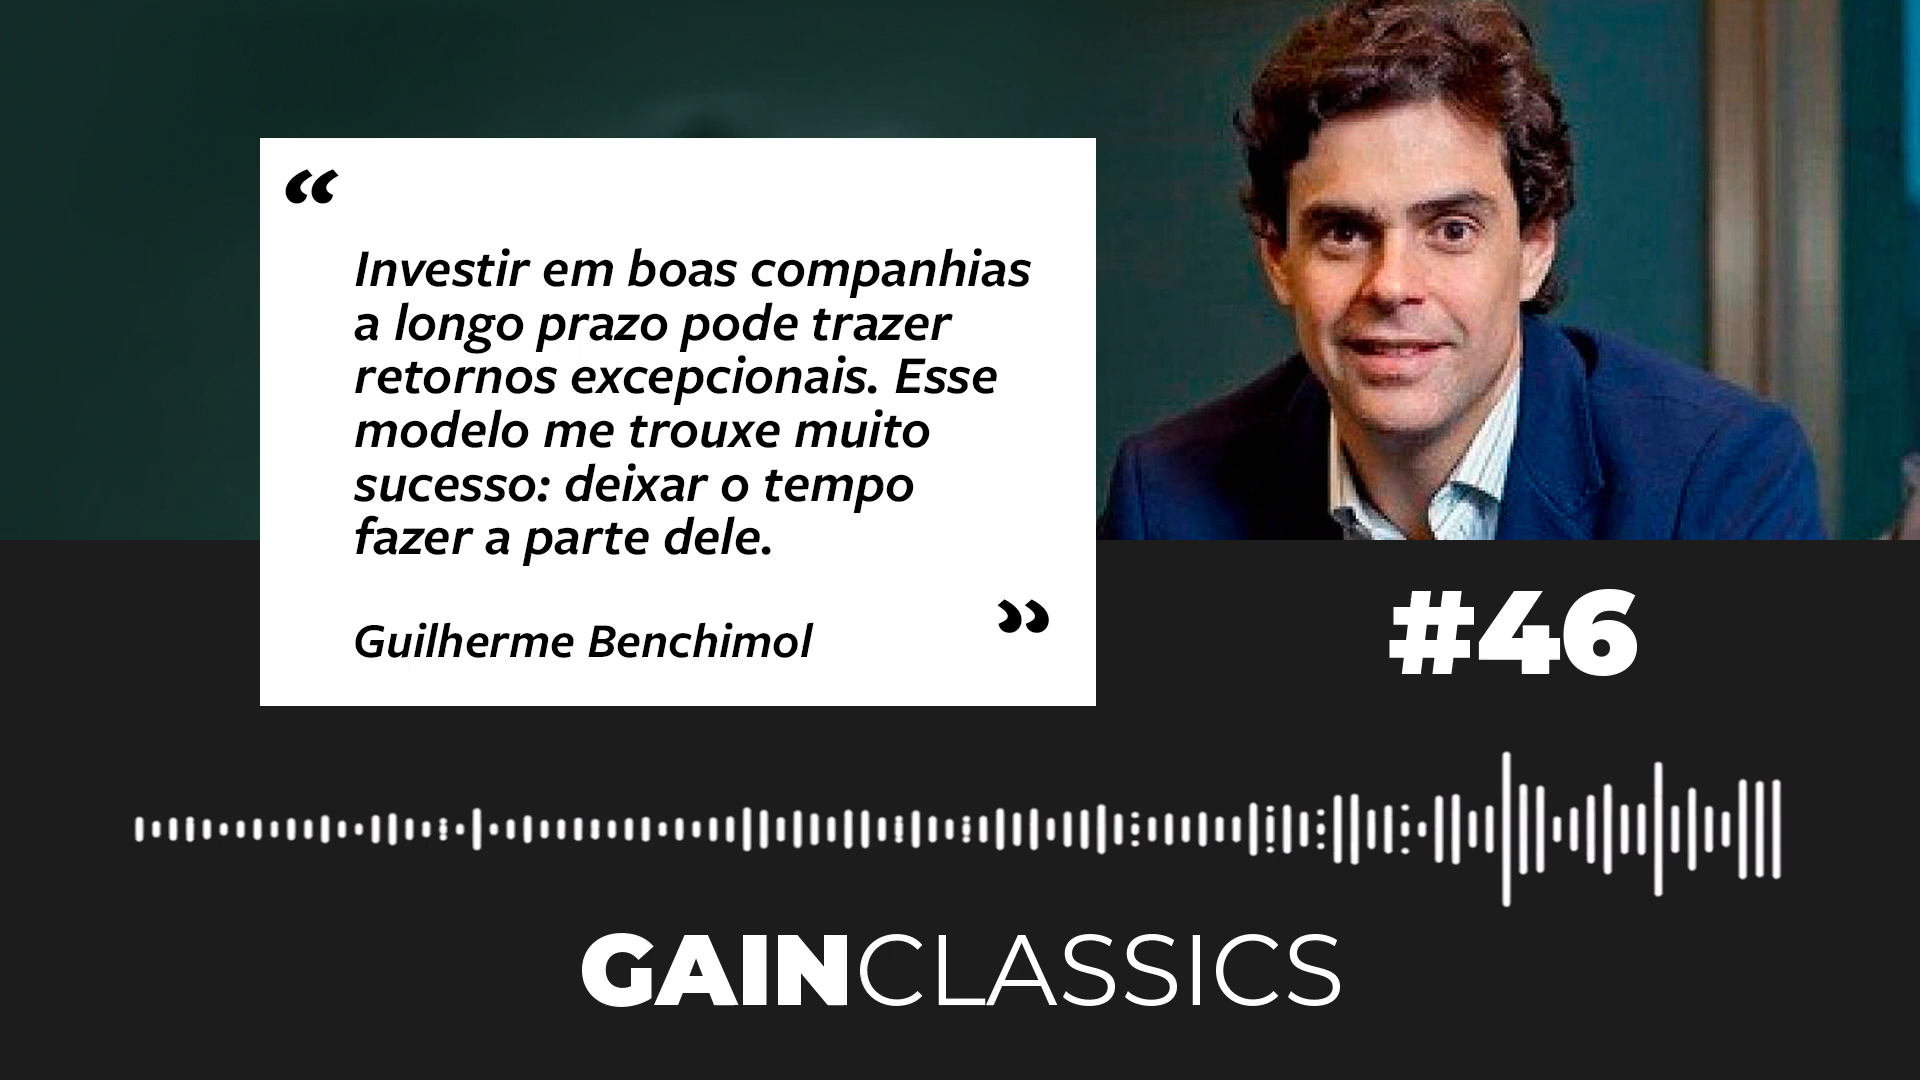 “
Investir em boas companhias
a longo prazo pode trazer
retornos excepcionais. Esse
modelo me trouxe muito
sucesso: deixar o tempo
fazer a parte dele.
Guilherme Benchimol
”
#46
GAINCLASSICS